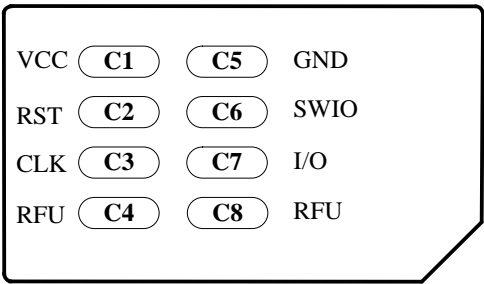 VCC C1 C5 GND
RST C2 C6 SWIO
CLK C3 C7 I/O
RFU C4 C8 RFU